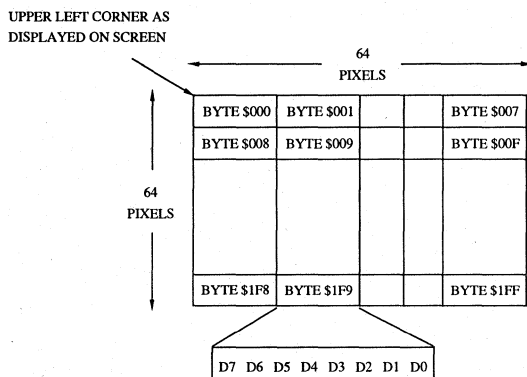 UPPER LEFT CORNER AS
DISPLAYED ON SCREEN
64
PIXELS
BYTE $000 BYTE $001 BYTE $007
BYTE $008 BYTE $009 BYTE $00F
64
PIXELS
BYTE $1F8 BYTE $1F9 BYTE $1FF
D7 D6 D5 D4 D3 D2 D1 D0